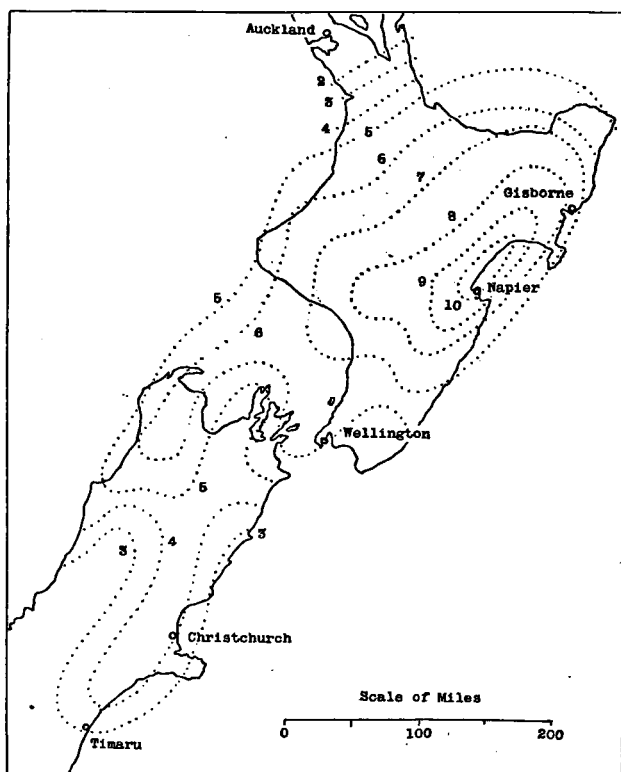 Auckland
2
3
4
5
6
7
Gisborne
8
5
9
Napier
10
6
Wellington
5
3
4
3
Christchurch
Scale of Miles
0
100
200
Timaru